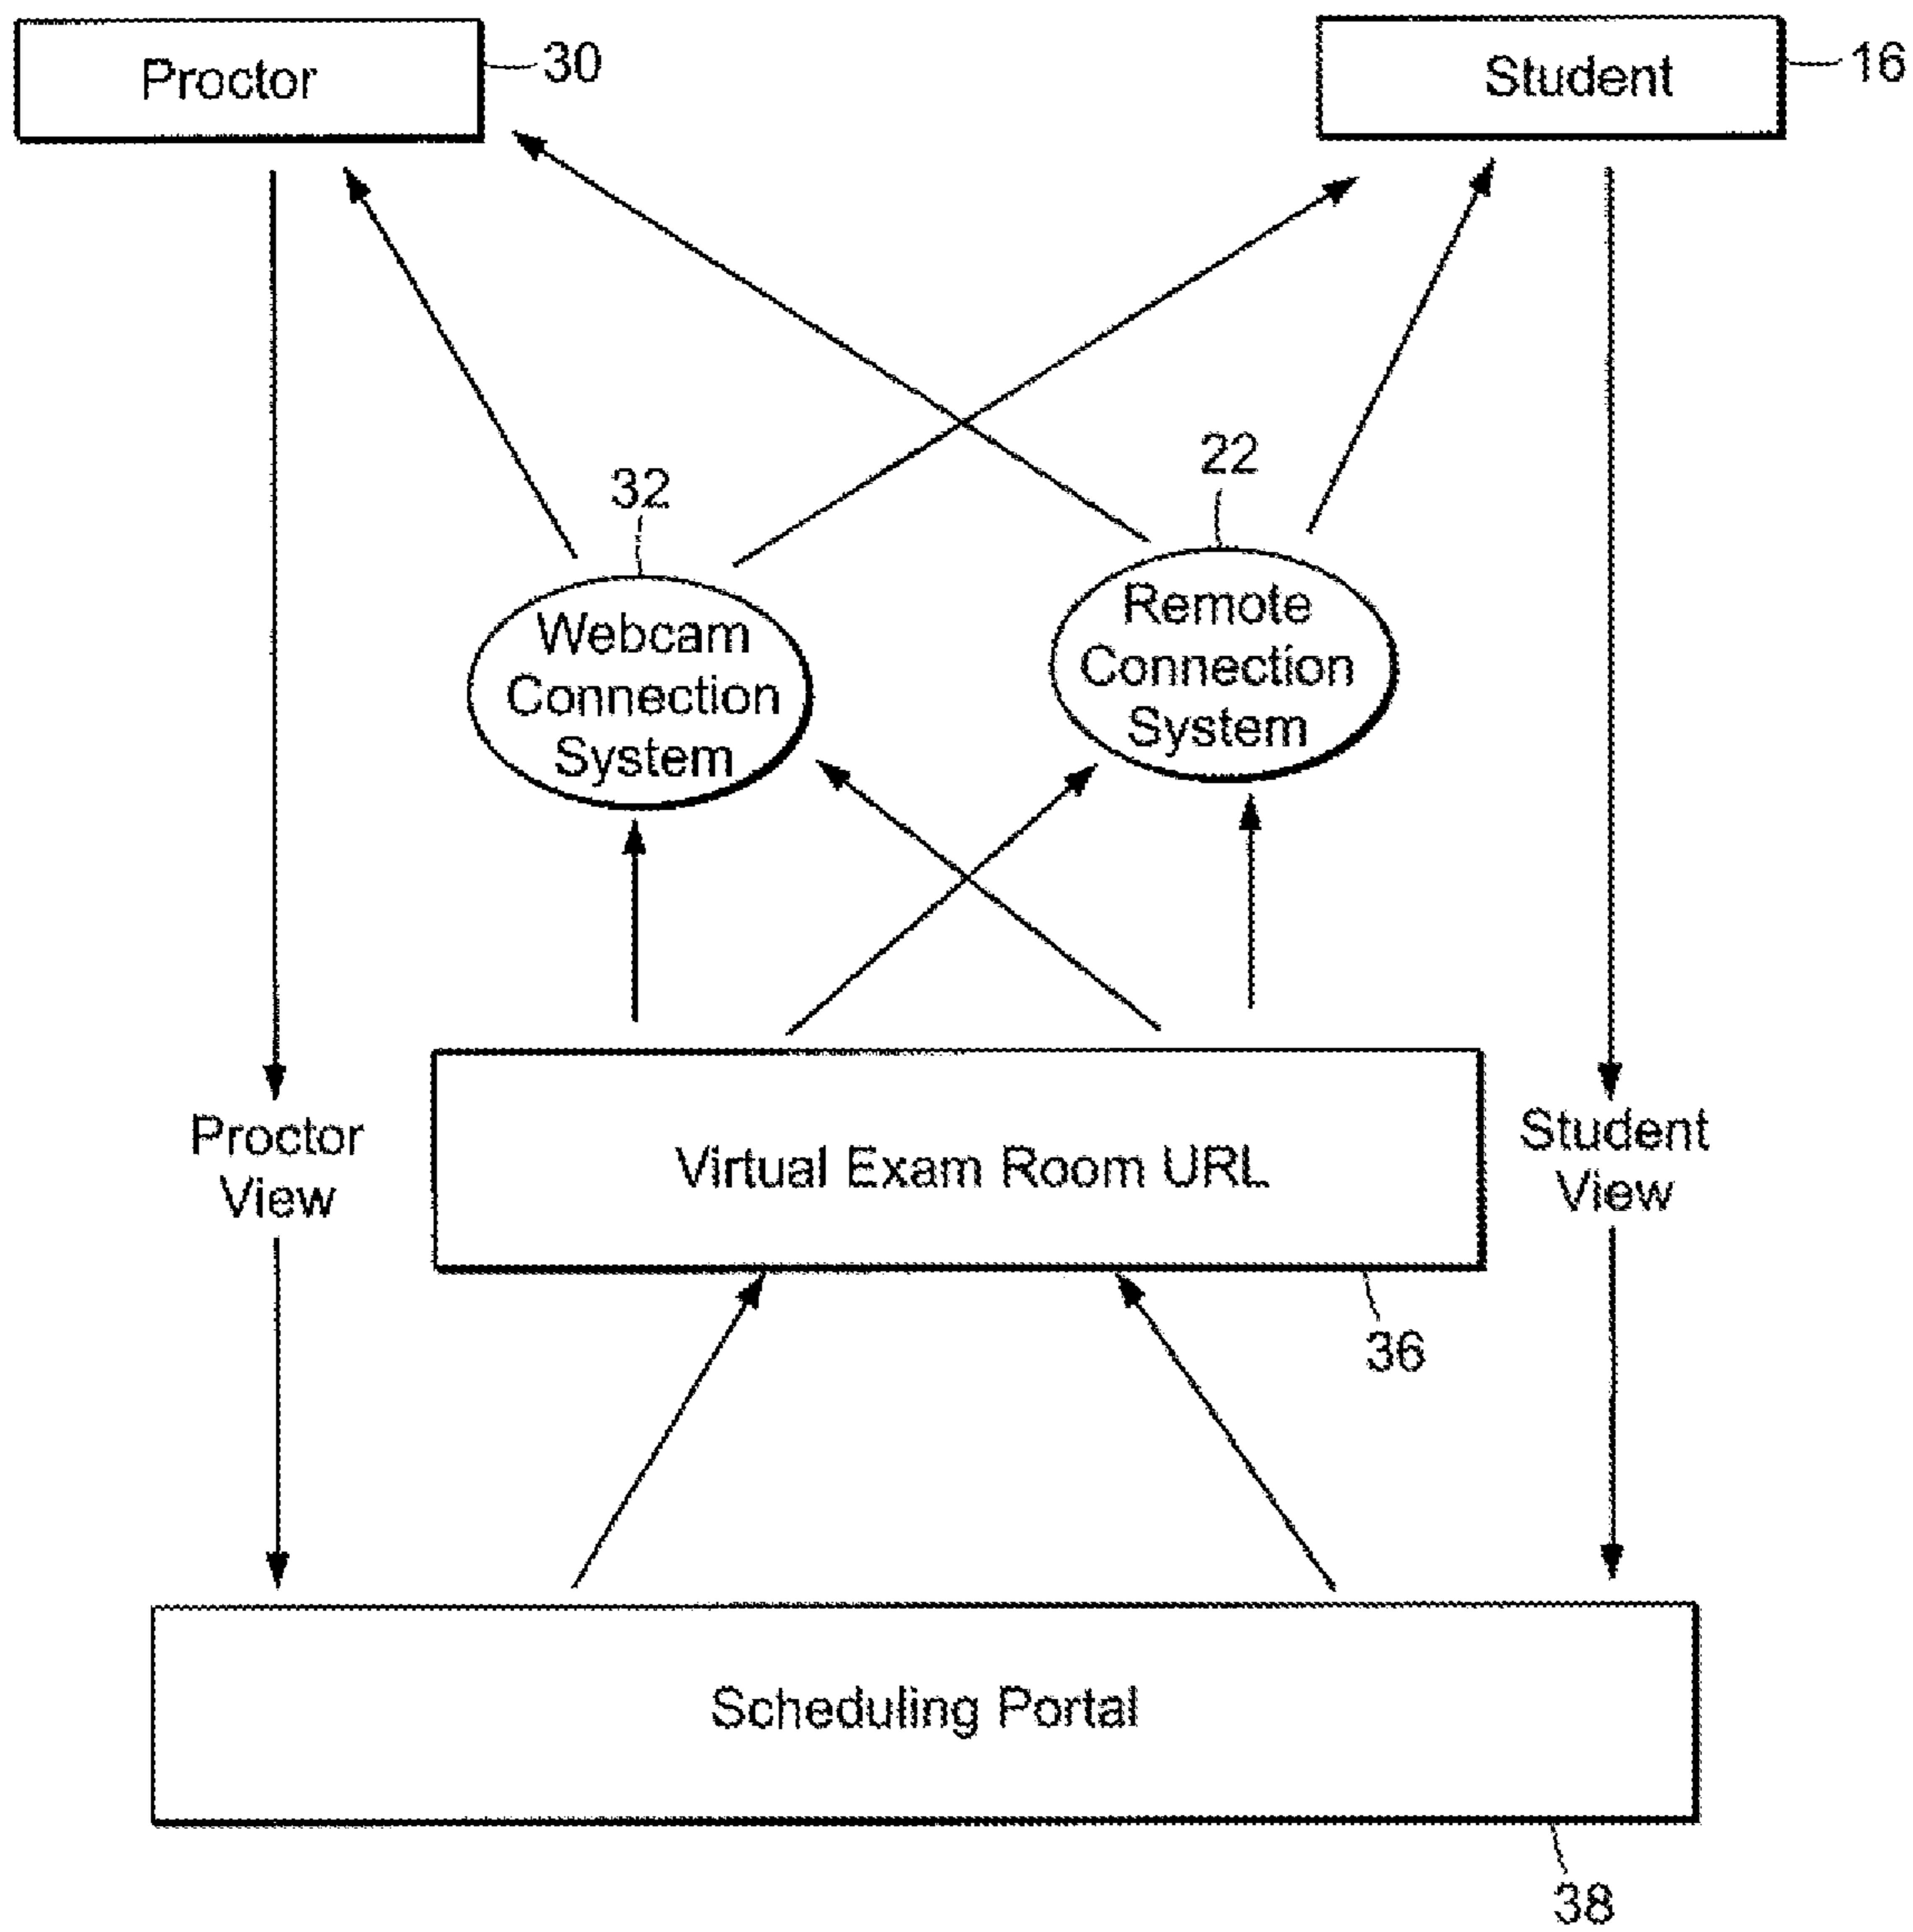 Proctor
30
Student
16
32
22
Webcam
Connection
System
Remote
Connection
System
Proctor
View
Virtual Exam Room URL
Student
View
36
Scheduling Portal
38